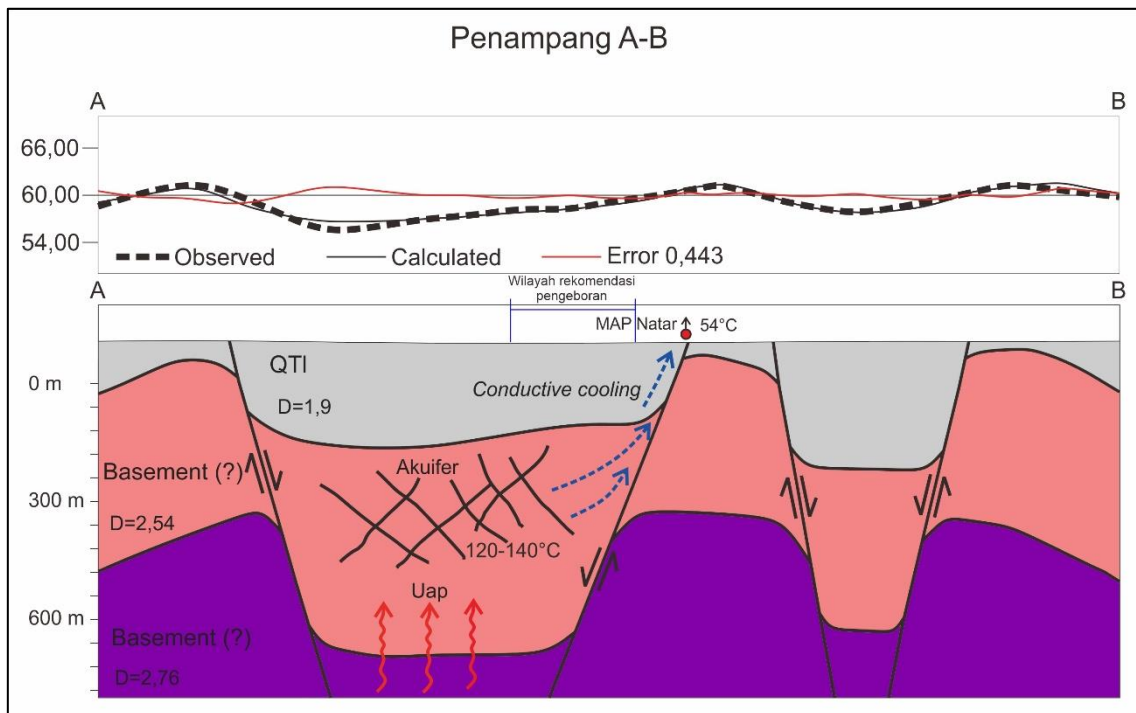 Penampang A-B
A
B
66,00
60,00
54,00
Observed
Calculated
Error 0,443
A
B
Wilayah rekomendasi
pengeboran
MAP Natar
54°C
QTl
0 m
Conductive cooling
D=1,9
Akuifer
Basement (?)
300 m
D=2,54
120-140°C
Uap
600 m
Basement (?)
D=2,76